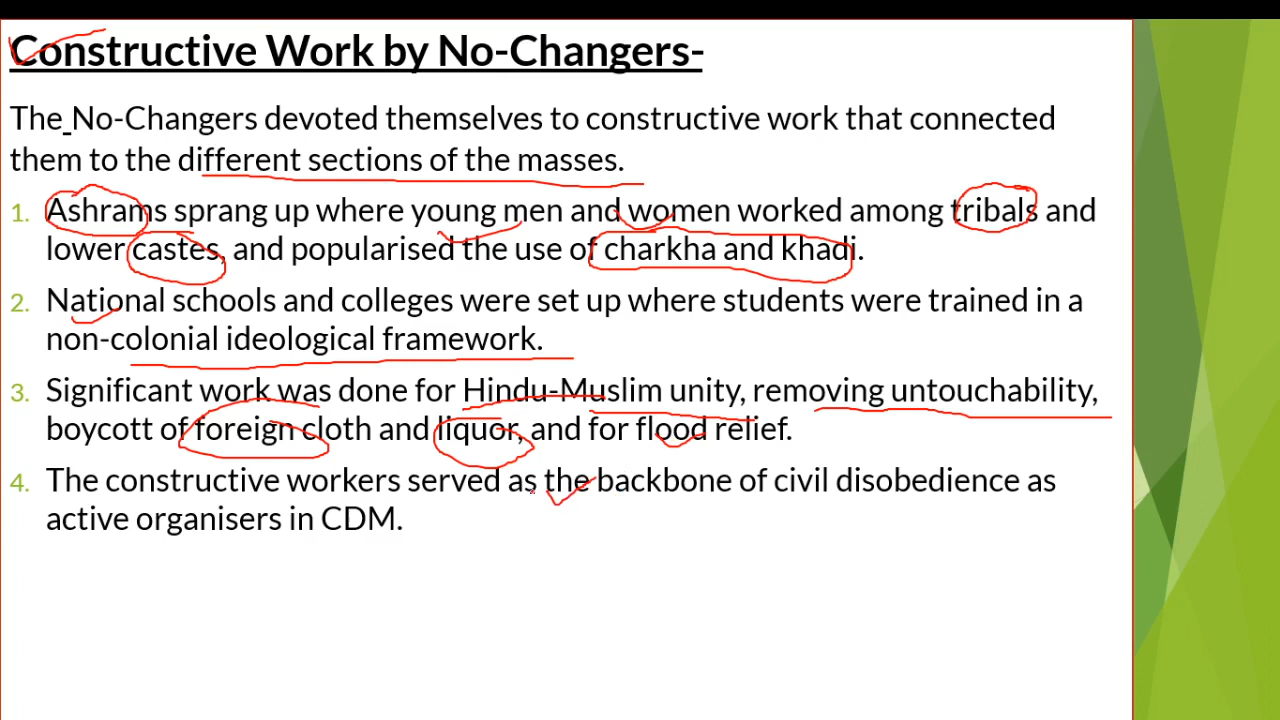 Constructive Work by No-Changers-
The No-Changers devoted themselves to constructive work that connected
them to the different sections of the masses.
1. Ashrams sprang up where young men and women worked among tribals and
lower castes, and popularised the use of charkha and khadi.
2. National schools and colleges were set up where students were trained in a
non-colonial ideological framework.
3. Significant work was done for Hindu-Muslim unity, removing untouchability,
boycott of foreign cloth and liquor, and for flood relief.
4. The constructive workers served as the backbone of civil disobedience as
active organisers in CDM.